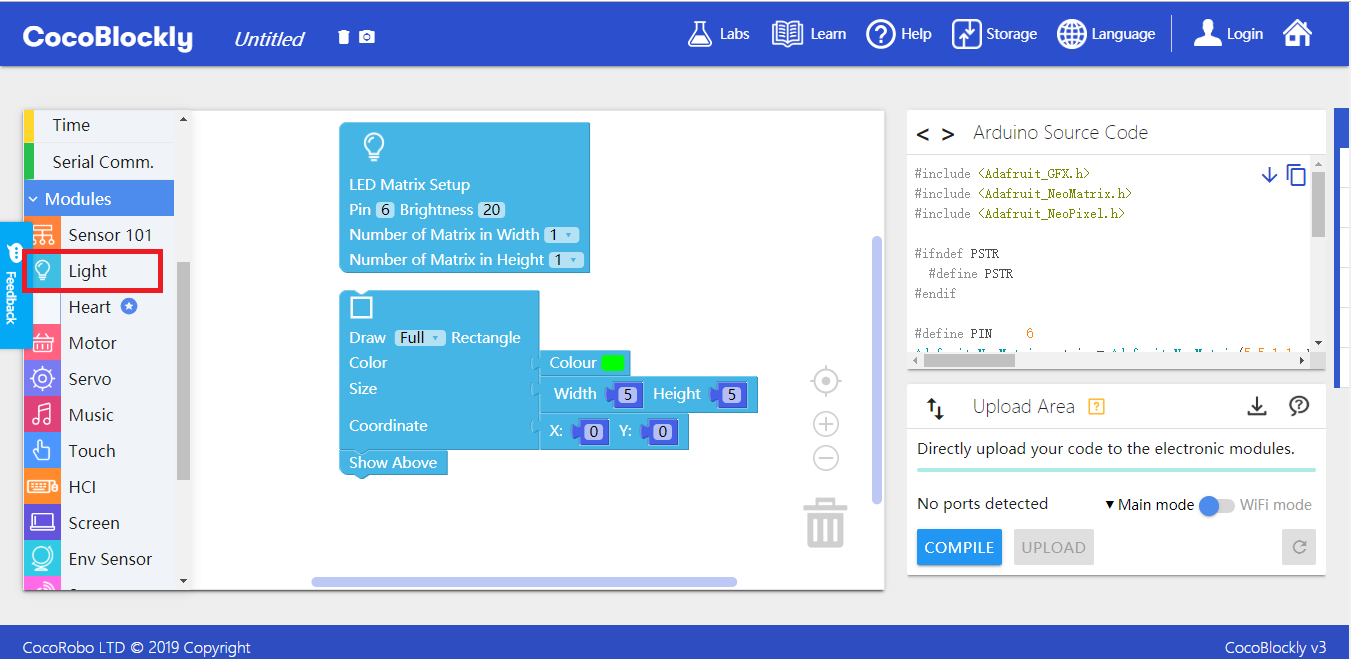 CocoBlockly
Untitled
Labs
Learn
Help
Storage
Language
Login
Time
Serial Comm.
Modules
Sensor 101
Light
Heart
Motor
Servo
Music
Touch
HCI
Screen
Env Sensor
Feedback
LED Matrix Setup
Pin 6 Brightness 20
Number of Matrix in Width 1
Number of Matrix in Height 1
Draw Full Rectangle
Color Colour
Size Width 5 Height 5
Coordinate X: 0 Y: 0
Show Above
< > Arduino Source Code
#include <Adafruit_GFX.h>
#include <Adafruit_NeoMatrix.h>
#include <Adafruit_NeoPixel.h>
#ifndef PSTR
#define PSTR
#endif
#define PIN 6
Upload Area ?
Directly upload your code to the electronic modules.
No ports detected
Main mode WiFi mode
COMPILE UPLOAD
CocoRobo LTD © 2019 Copyright
CocoBlockly v3